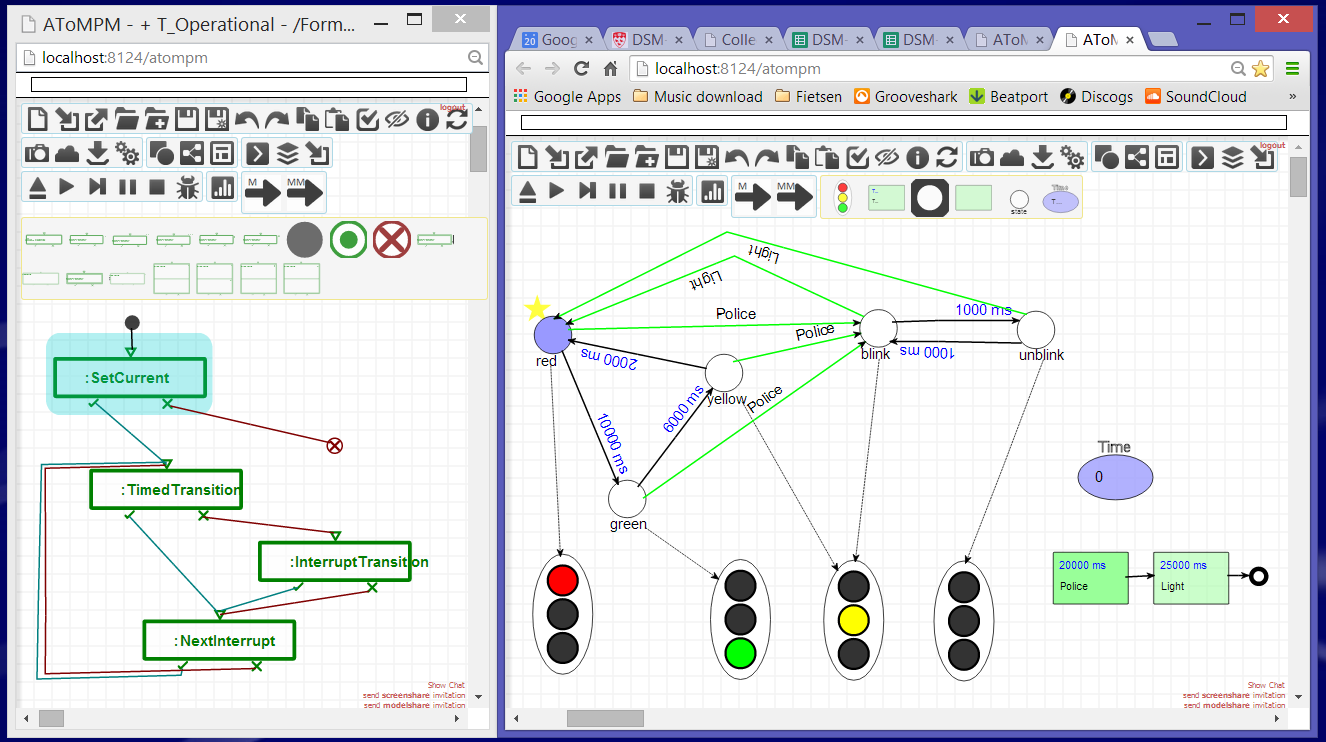 AToMPM - + T_Operational - /Form...
localhost:8124/atompm
logout
M
MM
:SetCurrent
:TimedTransition
:InterruptTransition
:NextInterrupt
Show Chat
send screenshare invitation
send modelshare invitation
20 Goog
DSM-
Colle
DSM-
DSM-
AToM
AToM
localhost:8124/atompm
Google Apps
Music download
Fietsen
Grooveshark
Beatport
Discogs
SoundCloud
»
logout
M
MM
T..
T..
state
Time
T...
Light
Light
Police
1000 ms
Police
red
2000 ms
blink
1000 ms
unblink
yellow
Police
6000 ms
10000 ms
green
Time
0
20000 ms
Police
25000 ms
Light
Show Chat
send screenshare invitation
send modelshare invitation